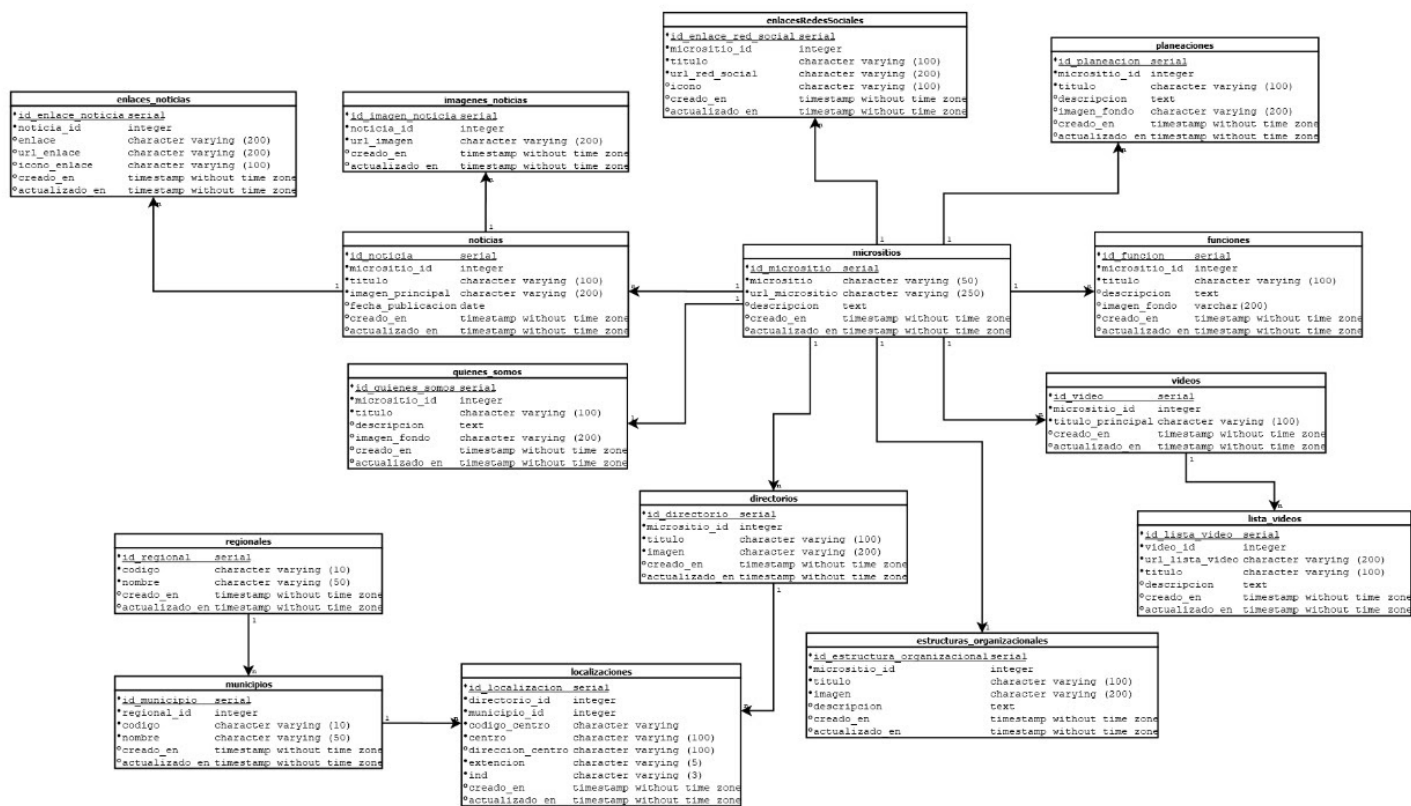 enlacesRedesSociales
id_enlace_red_social serial
micrositio_id integer
titulo character varying (100)
url_red_social character varying (200)
icono character varying (100)
creado_en timestamp without time zone
actualizado_en timestamp without time zone
planeaciones
id_planeacion serial
micrositio_id integer
titulo character varying (100)
descripcion text
imagen_fondo character varying (200)
creado_en timestamp without time zone
actualizado_en timestamp without time zone
enlaces_noticias
id_enlace_noticia serial
noticia_id integer
enlace character varying (200)
url_enlace character varying (200)
icono_enlace character varying (100)
creado_en timestamp without time zone
actualizado_en timestamp without time zone
imagenes_noticias
id_imagen_noticia serial
noticia_id integer
url_imagen character varying (200)
creado_en timestamp without time zone
actualizado_en timestamp without time zone
noticias
id_noticia serial
micrositio_id integer
titulo character varying (100)
imagen_principal character varying (200)
fecha_publicacion date
creado_en timestamp without time zone
actualizado_en timestamp without time zone
micrositios
id_micrositio serial
micrositio character varying (50)
url_micrositio character varying (250)
descripcion text
creado_en timestamp without time zone
actualizado_en timestamp without time zone
funciones
id_funcion serial
micrositio_id integer
titulo character varying (100)
descripcion text
imagen_fondo varchar(200)
creado_en timestamp without time zone
actualizado_en timestamp without time zone
quienes_somos
id_quienes_somos serial
micrositio_id integer
titulo character varying (100)
descripcion text
imagen_fondo character varying (200)
creado_en timestamp without time zone
actualizado_en timestamp without time zone
videos
id_video serial
micrositio_id integer
titulo_principal character varying (100)
creado_en timestamp without time zone
actualizado_en timestamp without time zone
directorios
id_directorio serial
micrositio_id integer
titulo character varying (100)
imagen character varying (200)
creado_en timestamp without time zone
actualizado_en timestamp without time zone
lista_videos
id_lista_video serial
video_id integer
url_lista_video character varying (200)
titulo character varying (100)
descripcion text
creado_en timestamp without time zone
actualizado_en timestamp without time zone
regionales
id_regional serial
codigo character varying (10)
nombre character varying (50)
creado_en timestamp without time zone
actualizado_en timestamp without time zone
estructuras_organizacionales
id_estructura_organizacional serial
micrositio_id integer
titulo character varying (100)
imagen character varying (200)
descripcion text
creado_en timestamp without time zone
actualizado_en timestamp without time zone
municipios
id_municipio serial
regional_id integer
codigo character varying (10)
nombre character varying (50)
creado_en timestamp without time zone
actualizado_en timestamp without time zone
localizaciones
id_localizacion serial
directorio_id integer
municipio_id integer
codigo_centro character varying
centro character varying (100)
direccion_centro character varying (100)
extencion character varying (5)
ind character varying (3)
creado_en timestamp without time zone
actualizado_en timestamp without time zone